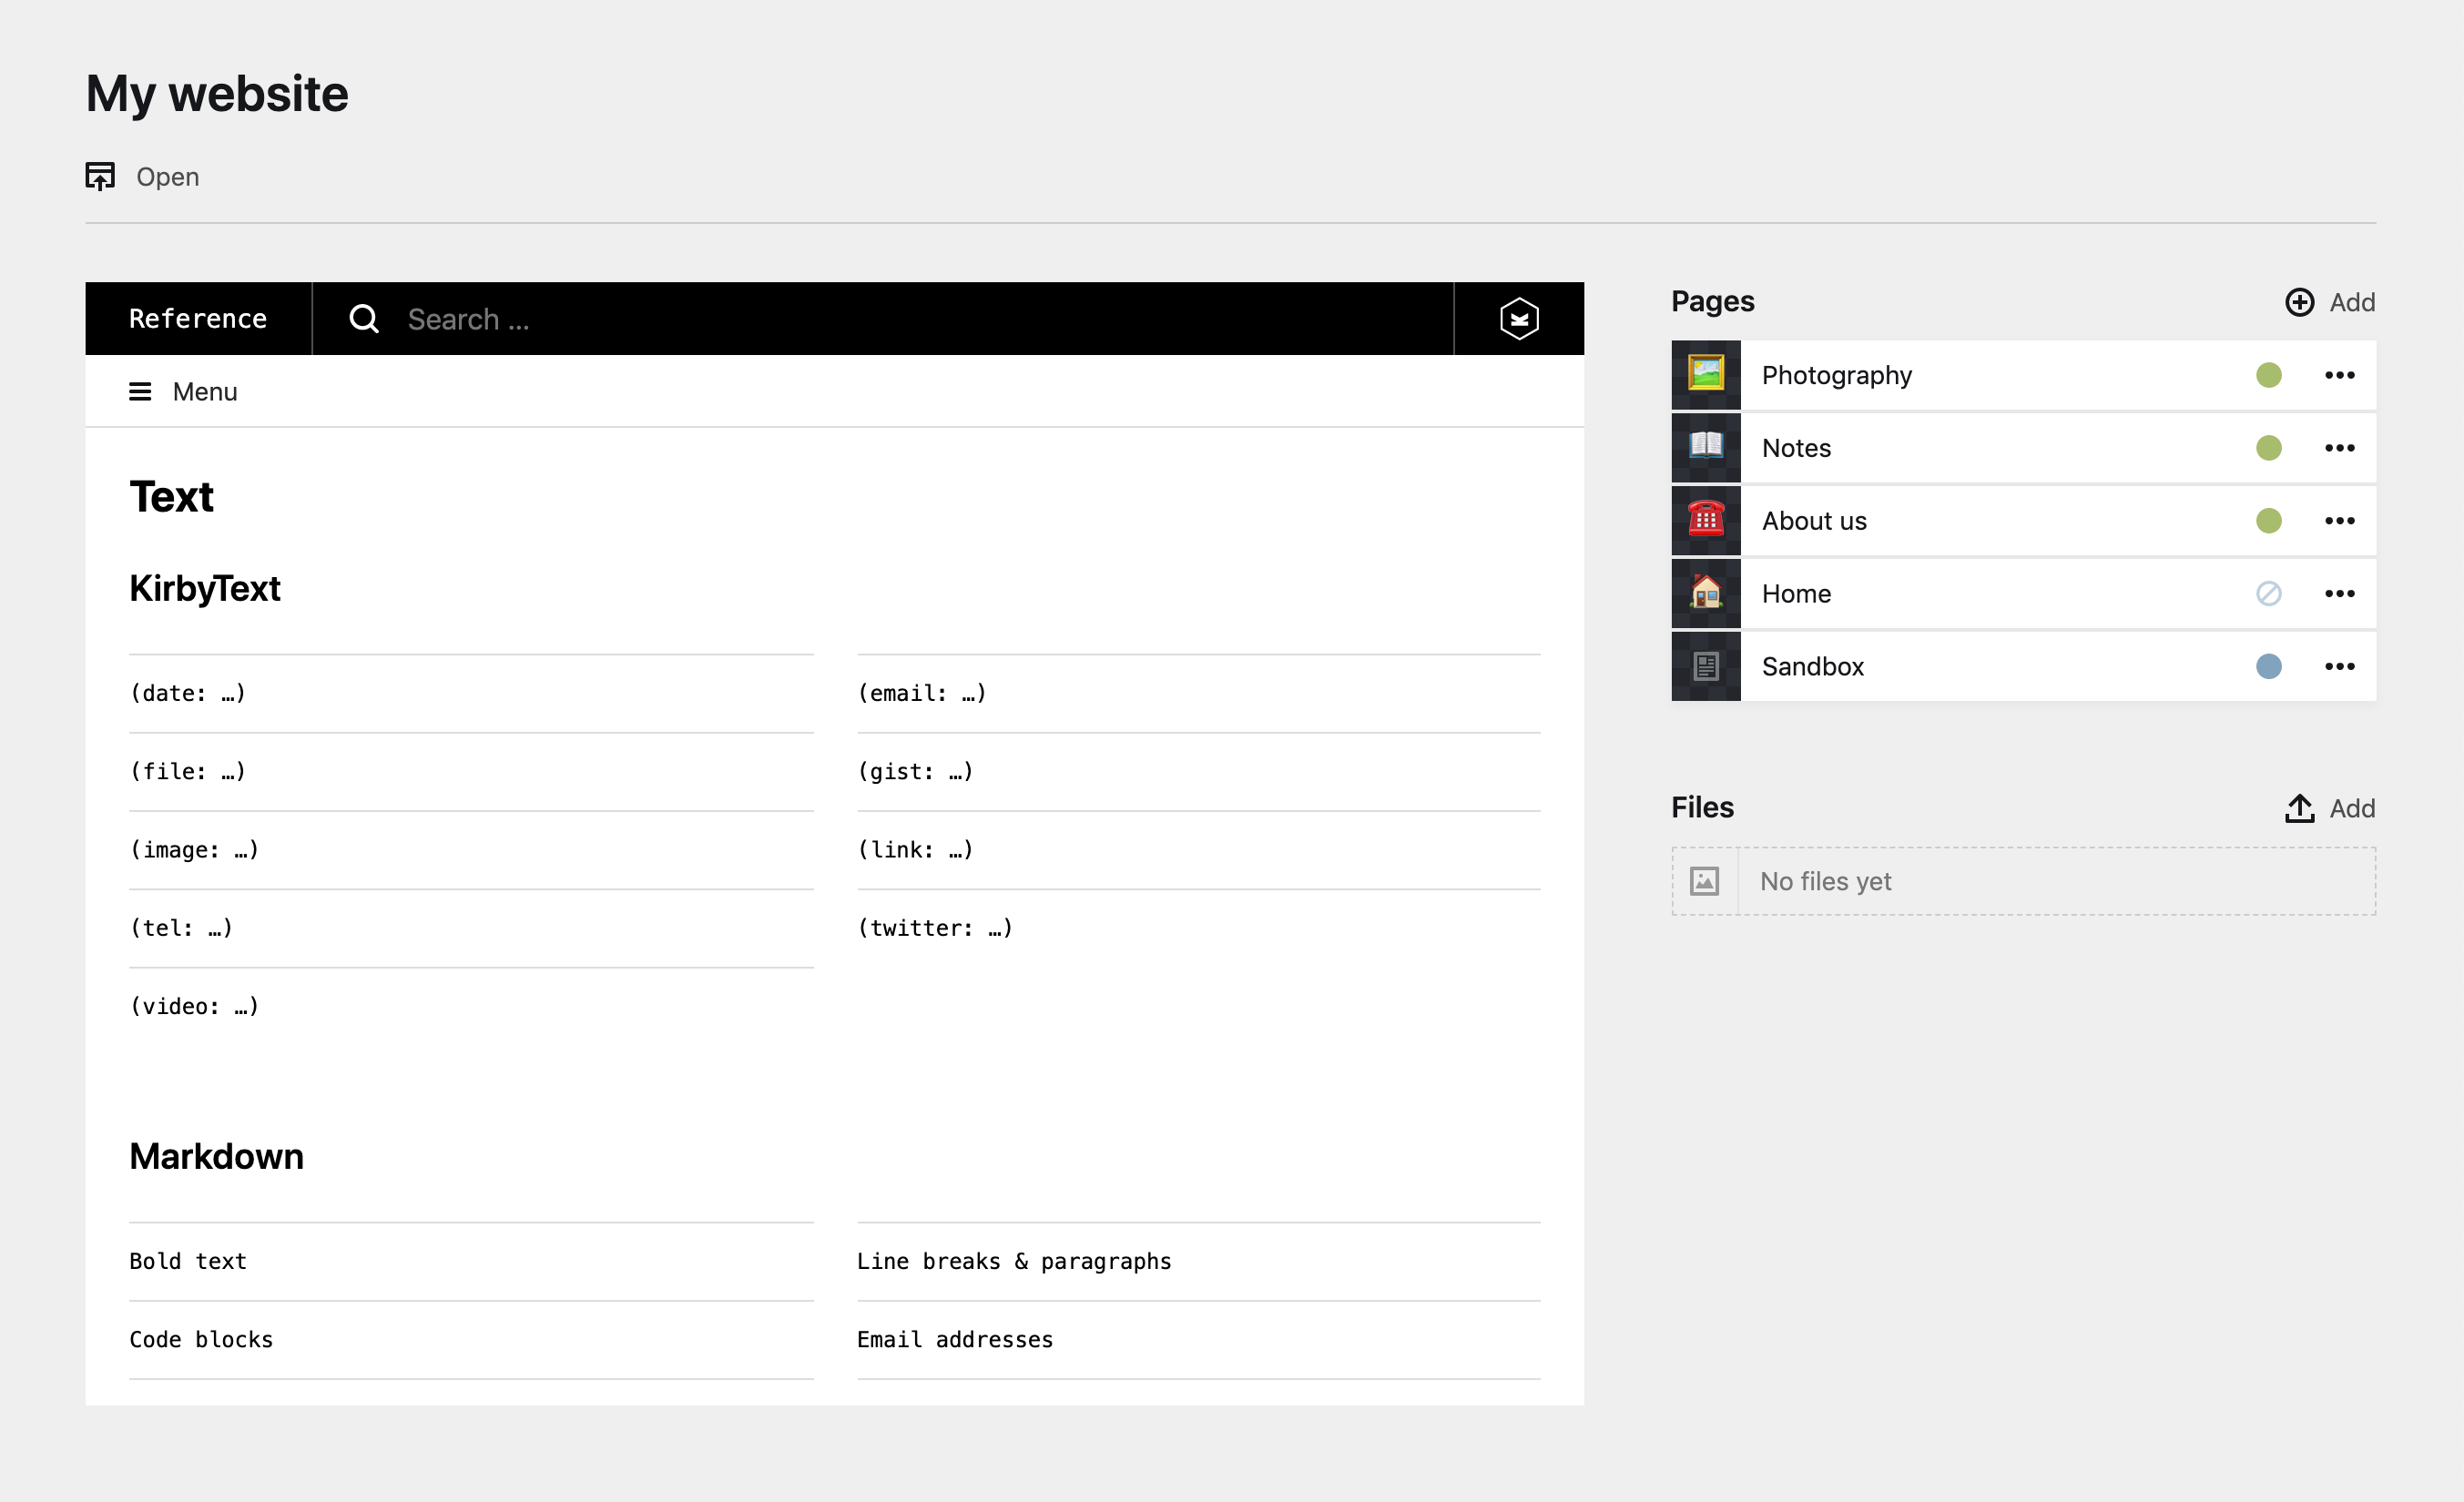 My website
Open
Reference
Search ...
Menu
Text
KirbyText
(date: …)
(email: …)
(file: …)
(gist: …)
(image: …)
(link: …)
(tel: …)
(twitter: …)
(video: …)
Markdown
Bold text
Line breaks & paragraphs
Code blocks
Email addresses
Pages
Add
Photography
Notes
About us
Home
Sandbox
Files
Add
No files yet